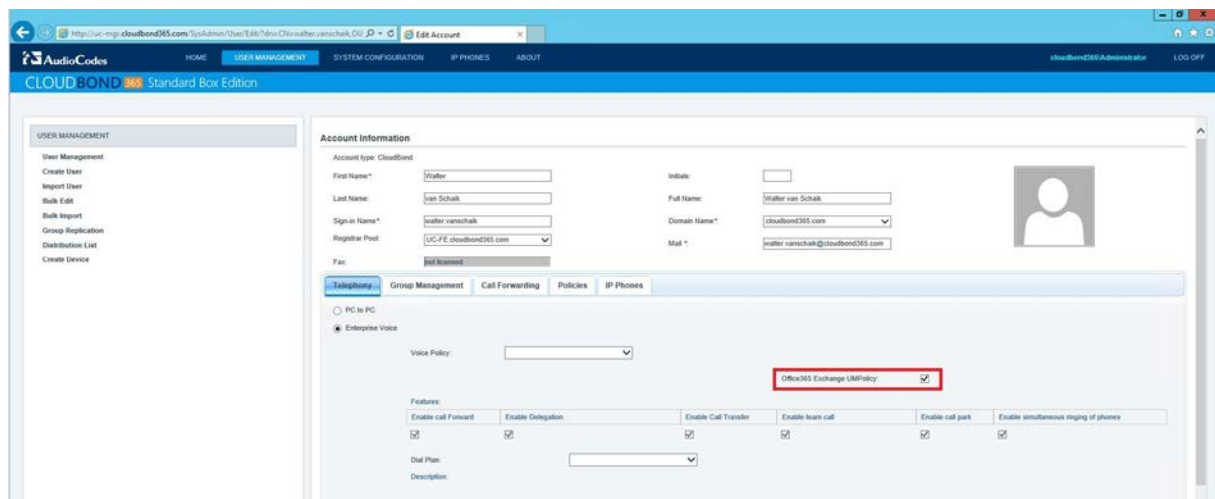 http://uc-mgr.cloudbond365.com/SysAdmin/User/Edit/?dn=CN=walter.vanschaik,OU
Edit Account
AudioCodes
HOME
USER MANAGEMENT
SYSTEM CONFIGURATION
IP PHONES
ABOUT
cloudbond365\Administrator
LOG OFF
CLOUDBOND 365 Standard Box Edition
USER MANAGEMENT
User Management
Create User
Import User
Bulk Edit
Bulk Import
Group Replication
Distribution List
Create Device
Account Information
Account type: CloudBond
First Name*: Walter
Initials:
Last Name: van Schaik
Full Name: Walter van Schaik
Sign-in Name*: walter.vanschaik
Domain Name*: cloudbond365.com
Registrar Pool: UC-FE.cloudbond365.com
Mail *: walter.vanschaik@cloudbond365.com
Fax: not licensed
Telephony
Group Management
Call Forwarding
Policies
IP Phones
PC to PC
Enterprise Voice
Voice Policy:
Office365 Exchange UMPolicy:
Features:
Enable call Forward
Enable Delegation
Enable Call Transfer
Enable team call
Enable call park
Enable simultaneous ringing of phones
Dial Plan:
Description: